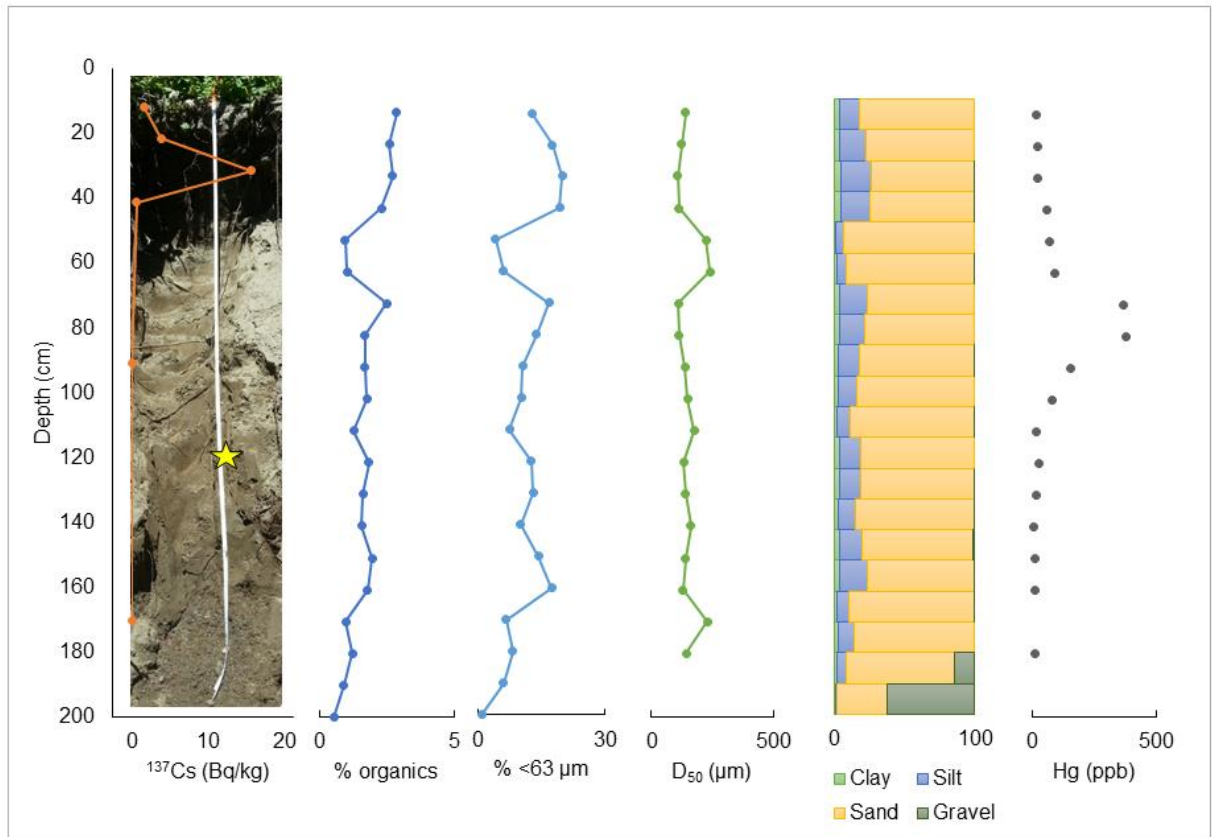 0
20
40
60
80
100
120
140
160
180
200
Depth (cm)
0 10 20
¹³⁷Cs (Bq/kg)
0 5
% organics
0 30
% <63 µm
0 500
D₅₀ (µm)
0 100
Clay Silt
Sand Gravel
0 500
Hg (ppb)